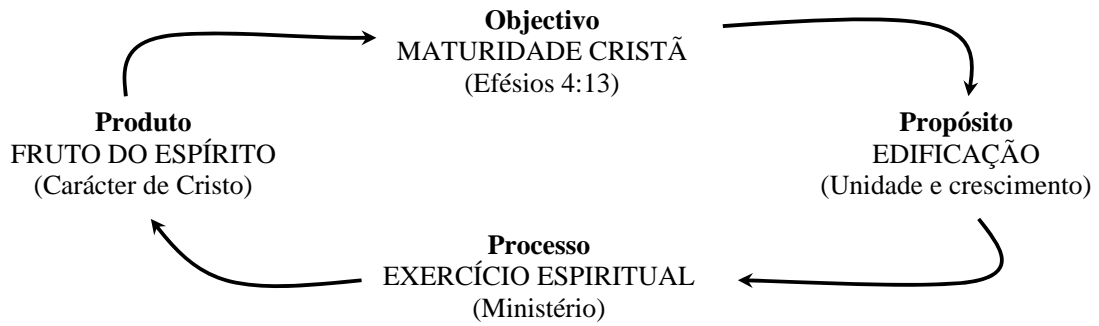 Objectivo
MATURIDADE CRISTÃ
(Efésios 4:13)
Produto
FRUTO DO ESPÍRITO
(Carácter de Cristo)
Propósito
EDIFICAÇÃO
(Unidade e crescimento)
Processo
EXERCÍCIO ESPIRITUAL
(Ministério)